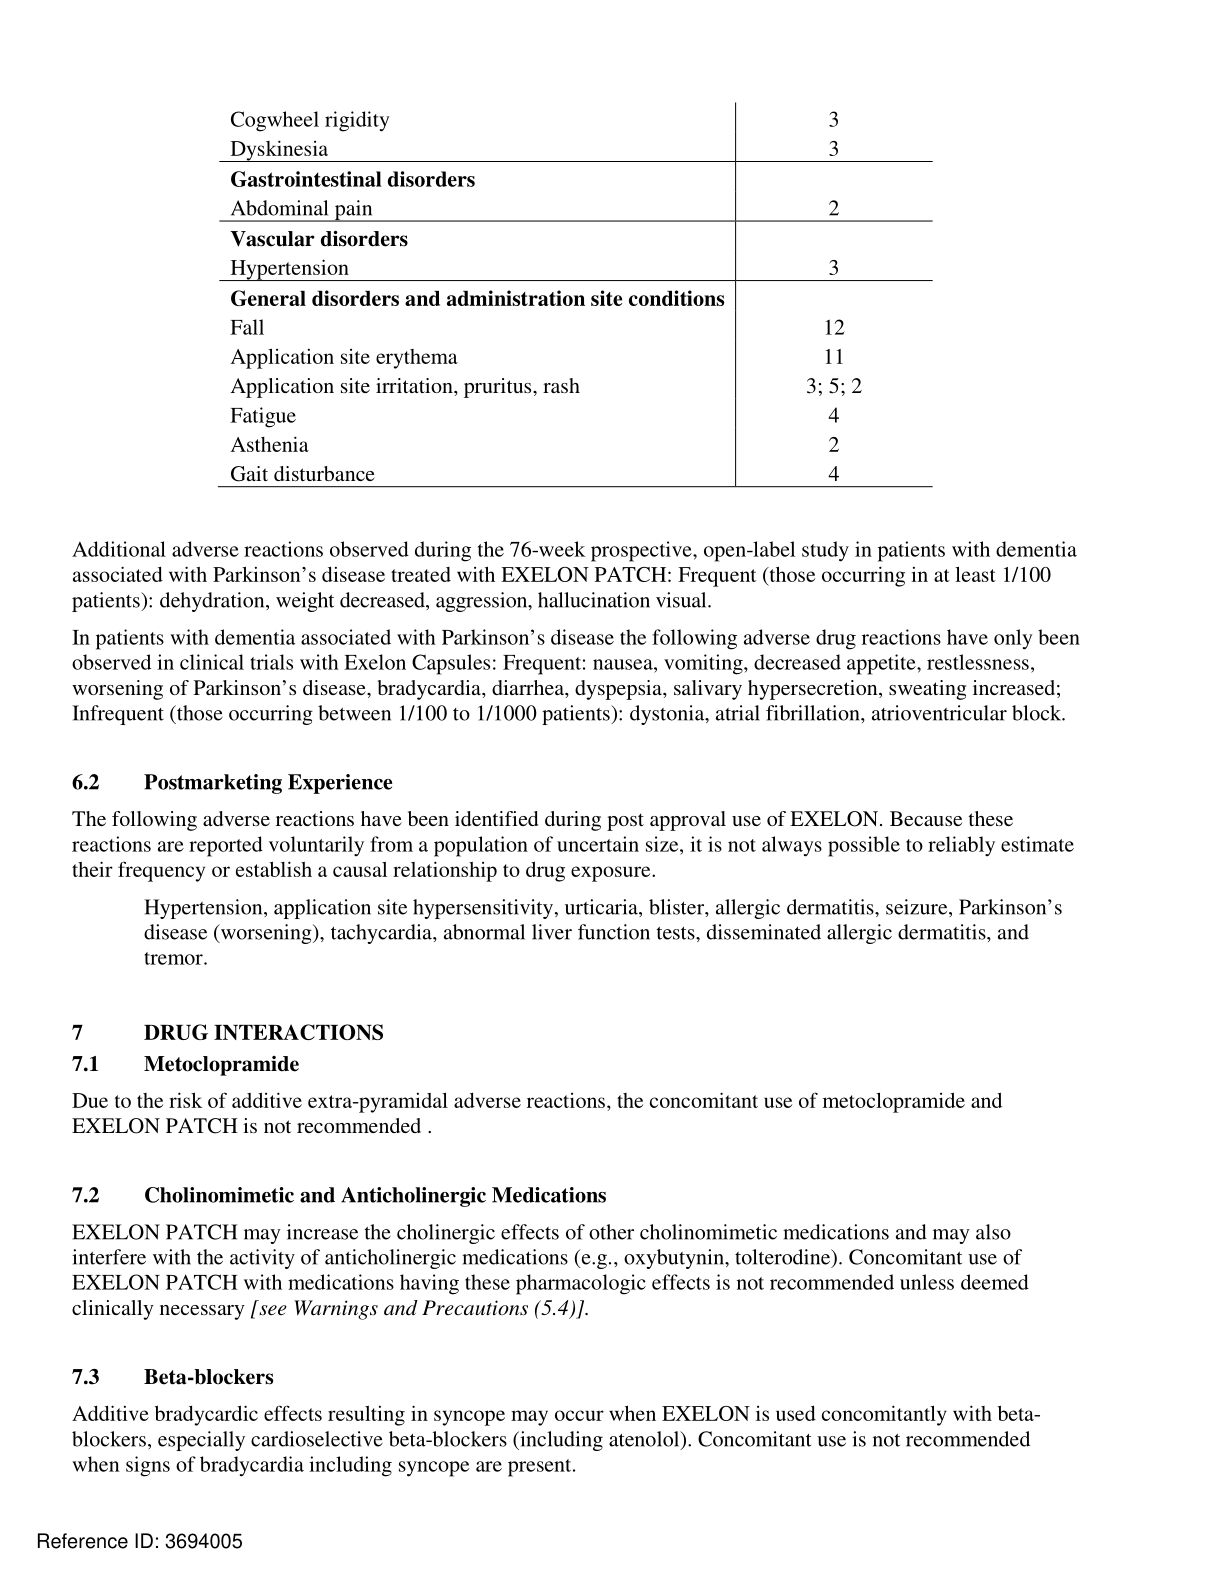 Cogwheel rigidity 3
Dyskinesia 3
Gastrointestinal disorders
Abdominal pain 2
Vascular disorders
Hypertension 3
General disorders and administration site conditions
Fall 12
Application site erythema 11
Application site irritation, pruritus, rash 3; 5; 2
Fatigue 4
Asthenia 2
Gait disturbance 4
Additional adverse reactions observed during the 76-week prospective, open-label study in patients with dementia
associated with Parkinson’s disease treated with EXELON PATCH: Frequent (those occurring in at least 1/100
patients): dehydration, weight decreased, aggression, hallucination visual.
In patients with dementia associated with Parkinson’s disease the following adverse drug reactions have only been
observed in clinical trials with Exelon Capsules: Frequent: nausea, vomiting, decreased appetite, restlessness,
worsening of Parkinson’s disease, bradycardia, diarrhea, dyspepsia, salivary hypersecretion, sweating increased;
Infrequent (those occurring between 1/100 to 1/1000 patients): dystonia, atrial fibrillation, atrioventricular block.
6.2 Postmarketing Experience
The following adverse reactions have been identified during post approval use of EXELON. Because these
reactions are reported voluntarily from a population of uncertain size, it is not always possible to reliably estimate
their frequency or establish a causal relationship to drug exposure.
Hypertension, application site hypersensitivity, urticaria, blister, allergic dermatitis, seizure, Parkinson’s
disease (worsening), tachycardia, abnormal liver function tests, disseminated allergic dermatitis, and
tremor.
7 DRUG INTERACTIONS
7.1 Metoclopramide
Due to the risk of additive extra-pyramidal adverse reactions, the concomitant use of metoclopramide and
EXELON PATCH is not recommended .
7.2 Cholinomimetic and Anticholinergic Medications
EXELON PATCH may increase the cholinergic effects of other cholinomimetic medications and may also
interfere with the activity of anticholinergic medications (e.g., oxybutynin, tolterodine). Concomitant use of
EXELON PATCH with medications having these pharmacologic effects is not recommended unless deemed
clinically necessary [see Warnings and Precautions (5.4)].
7.3 Beta-blockers
Additive bradycardic effects resulting in syncope may occur when EXELON is used concomitantly with beta-
blockers, especially cardioselective beta-blockers (including atenolol). Concomitant use is not recommended
when signs of bradycardia including syncope are present.
Reference ID: 3694005